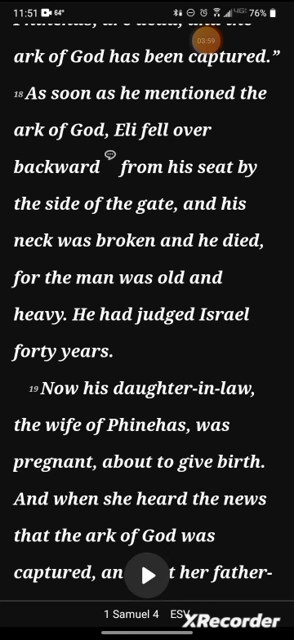 11:51 64° 76%
03:59
ark of God has been captured.”
18 As soon as he mentioned the
ark of God, Eli fell over
backward from his seat by
the side of the gate, and his
neck was broken and he died,
for the man was old and
heavy. He had judged Israel
forty years.
19 Now his daughter-in-law,
the wife of Phinehas, was
pregnant, about to give birth.
And when she heard the news
that the ark of God was
captured, an t her father-
1 Samuel 4 ESV
XRecorder